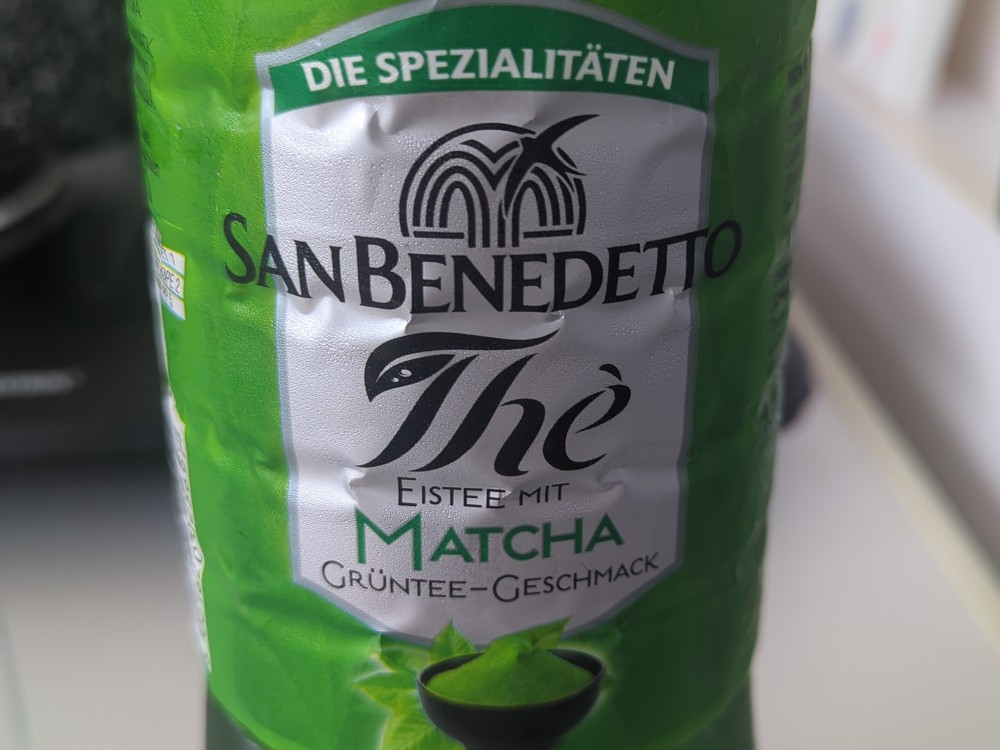 DIE SPEZIALITÄTEN
SAN BENEDETTO
Thè
EISTEE MIT
MATCHA
GRÜNTEE-GESCHMACK